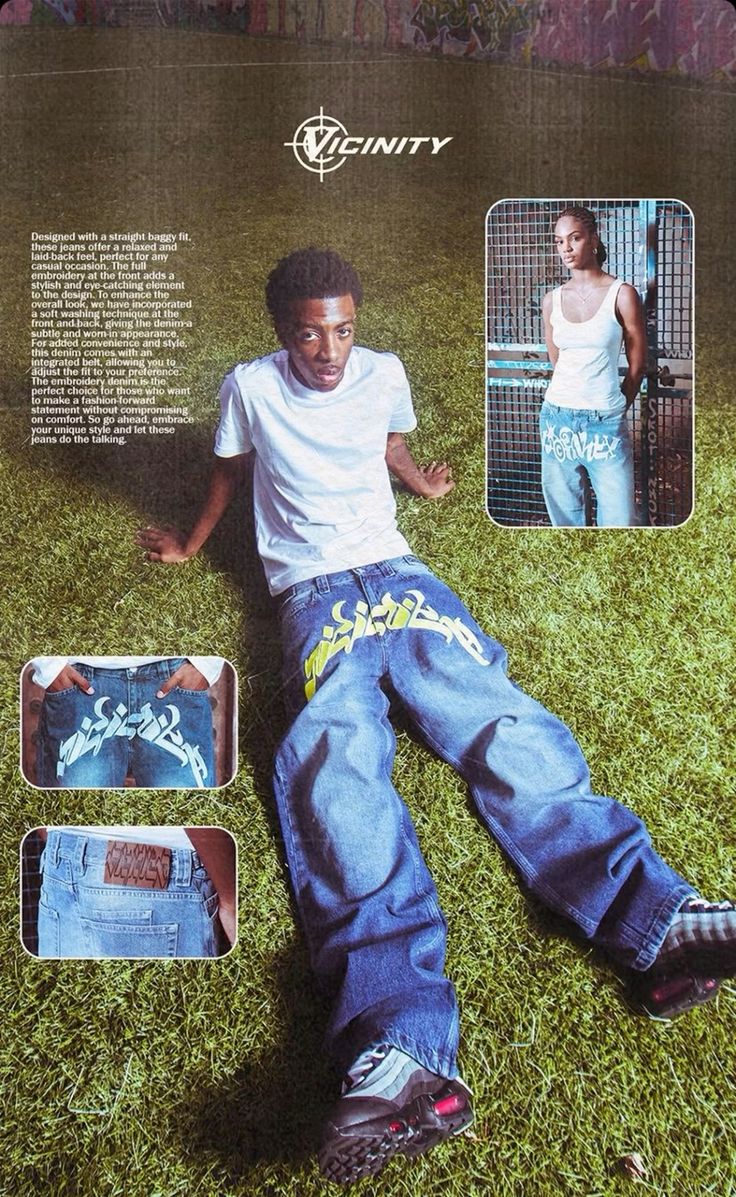 VICINITY
Designed with a straight baggy fit,
these jeans offer a relaxed and
laid-back feel, perfect for any
casual occasion. The full
embroidery at the front adds a
stylish and eye-catching element
to the design. To enhance the
overall look, we have incorporated
a soft washing technique at the
front and back, giving the denim a
subtle and worn-in appearance.
For added convenience and style,
this denim comes with an
integrated belt, allowing you to
adjust the fit to your preference.
The embroidery denim is the
perfect choice for those who want
to make a fashion-forward
statement without compromising
on comfort. So go ahead, embrace
your unique style and let these
jeans do the talking.